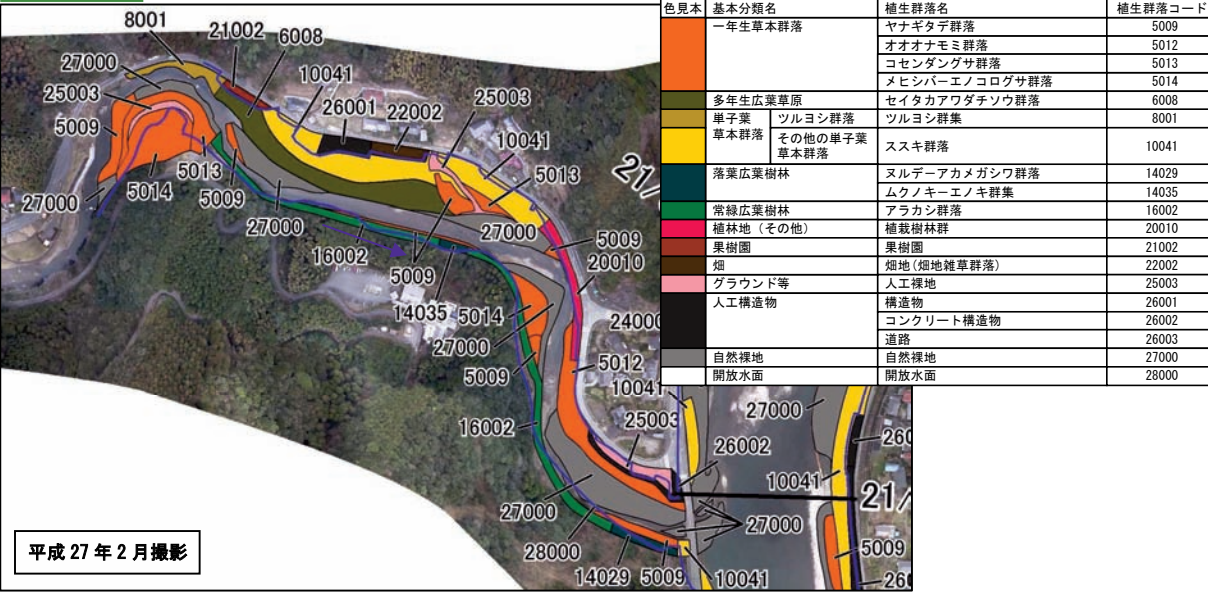 色見本 基本分類名 植生群落名 植生群落コード
一年生草本群落 ヤナギタデ群落 5009
オオオナモミ群落 5012
コセンダングサ群落 5013
メヒシバーエノコログサ群落 5014
多年生広葉草原 セイタカアワダチソウ群落 6008
単子葉草本群落 ツルヨシ群落 ツルヨシ群集 8001
その他の単子葉草本群落 ススキ群落 10041
落葉広葉樹林 ヌルデーアカメガシワ群落 14029
ムクノキーエノキ群集 14035
常緑広葉樹林 アラカシ群落 16002
植林地（その他） 植栽樹林群 20010
果樹園 果樹園 21002
畑 畑地(畑地雑草群落) 22002
グラウンド等 人工裸地 25003
人工構造物 構造物 26001
コンクリート構造物 26002
道路 26003
自然裸地 自然裸地 27000
開放水面 開放水面 28000
8001
21002
6008
27000
10041
25003
26001
22002
25003
5009
10041
5013
5014
5013
5009
27000
27000
21/
27000
5009
16002
5009
20010
14035
5014
24000
27000
5012
5009
10041
25003
27000
16002
26002
260
10041
21/
27000
27000
28000
5009
14029
5009
10041
260
平成 27 年 2 月撮影